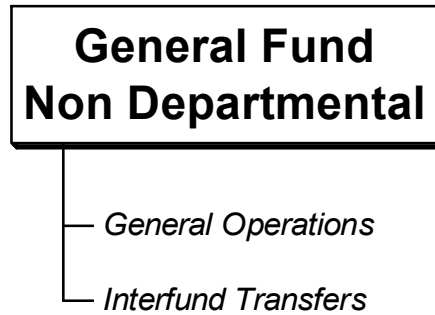 General Fund
Non Departmental
General Operations
Interfund Transfers